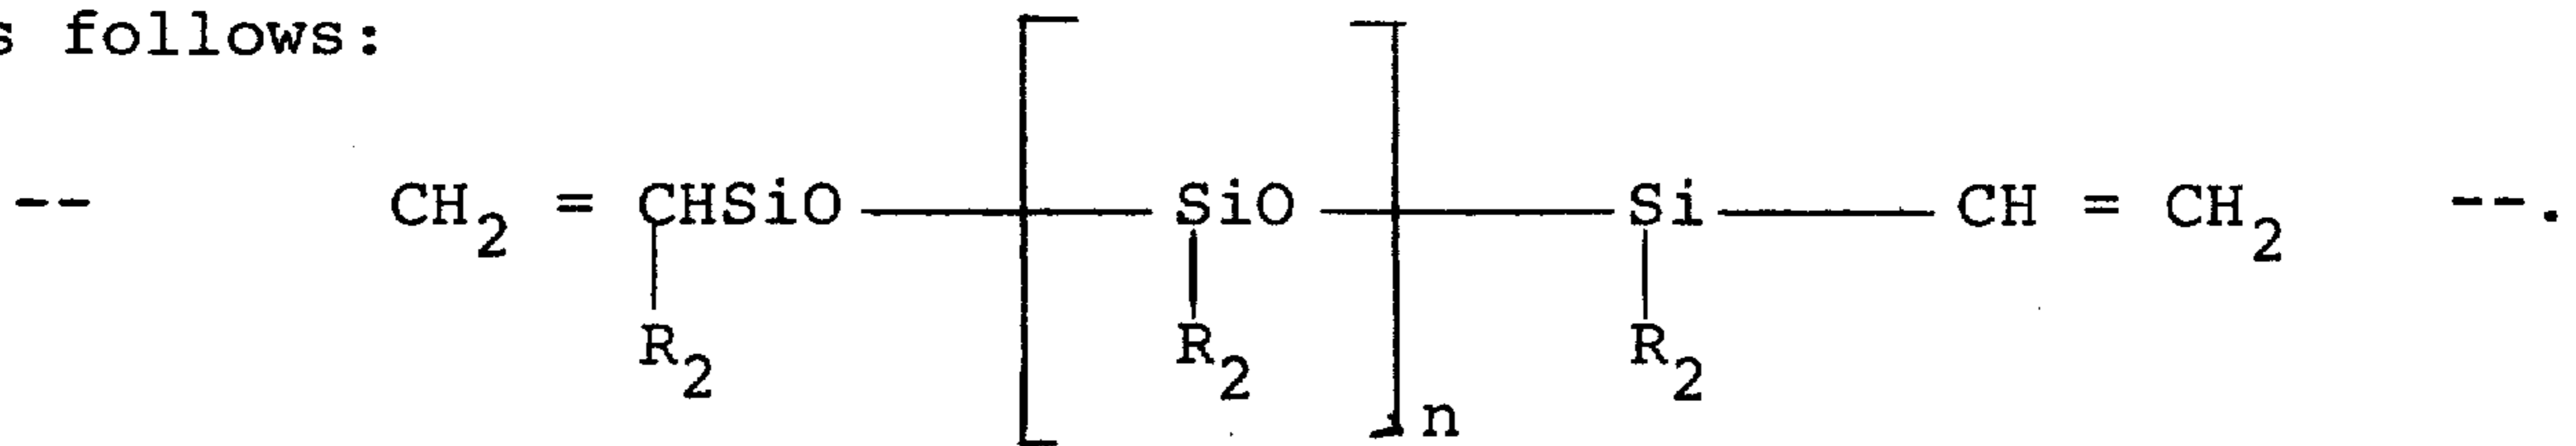 s follows:
-- CH2 = CHSiO — [ — SiO — ] — Si — CH = CH2 --.
R2 R2 R2
n